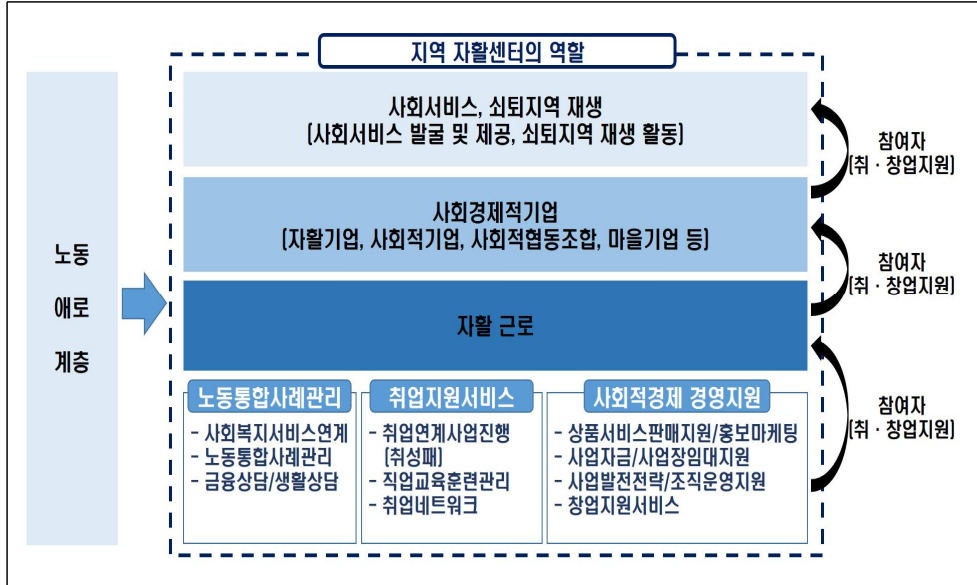 지역 자활센터의 역할
노동
애로
계층
사회서비스, 쇠퇴지역 재생
(사회서비스 발굴 및 제공, 쇠퇴지역 재생 활동)
참여자
(취·창업지원)
사회경제적기업
(자활기업, 사회적기업, 사회적협동조합, 마을기업 등)
참여자
(취·창업지원)
자활 근로
참여자
(취·창업지원)
노동통합사례관리
- 사회복지서비스연계
- 노동통합사례관리
- 금융상담/생활상담
취업지원서비스
- 취업연계사업진행
(취성패)
- 직업교육훈련관리
- 취업네트워크
사회적경제 경영지원
- 상품서비스판매지원/홍보마케팅
- 사업자금/사업장임대지원
- 사업발전전략/조직운영지원
- 창업지원서비스